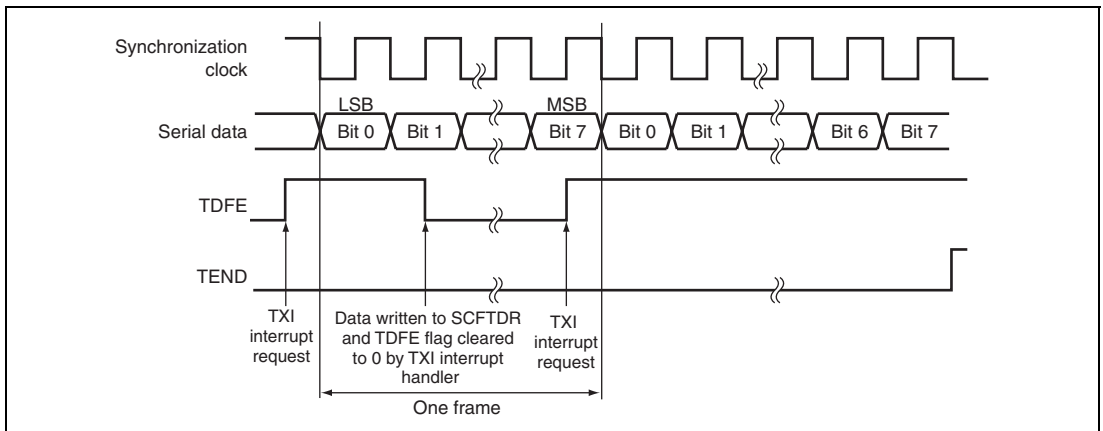 Synchronization
clock
LSB
MSB
Serial data
Bit 0
Bit 1
Bit 7
Bit 0
Bit 1
Bit 6
Bit 7
TDFE
TEND
TXI
interrupt
request
Data written to SCFTDR
and TDFE flag cleared
to 0 by TXI interrupt
handler
TXI
interrupt
request
One frame